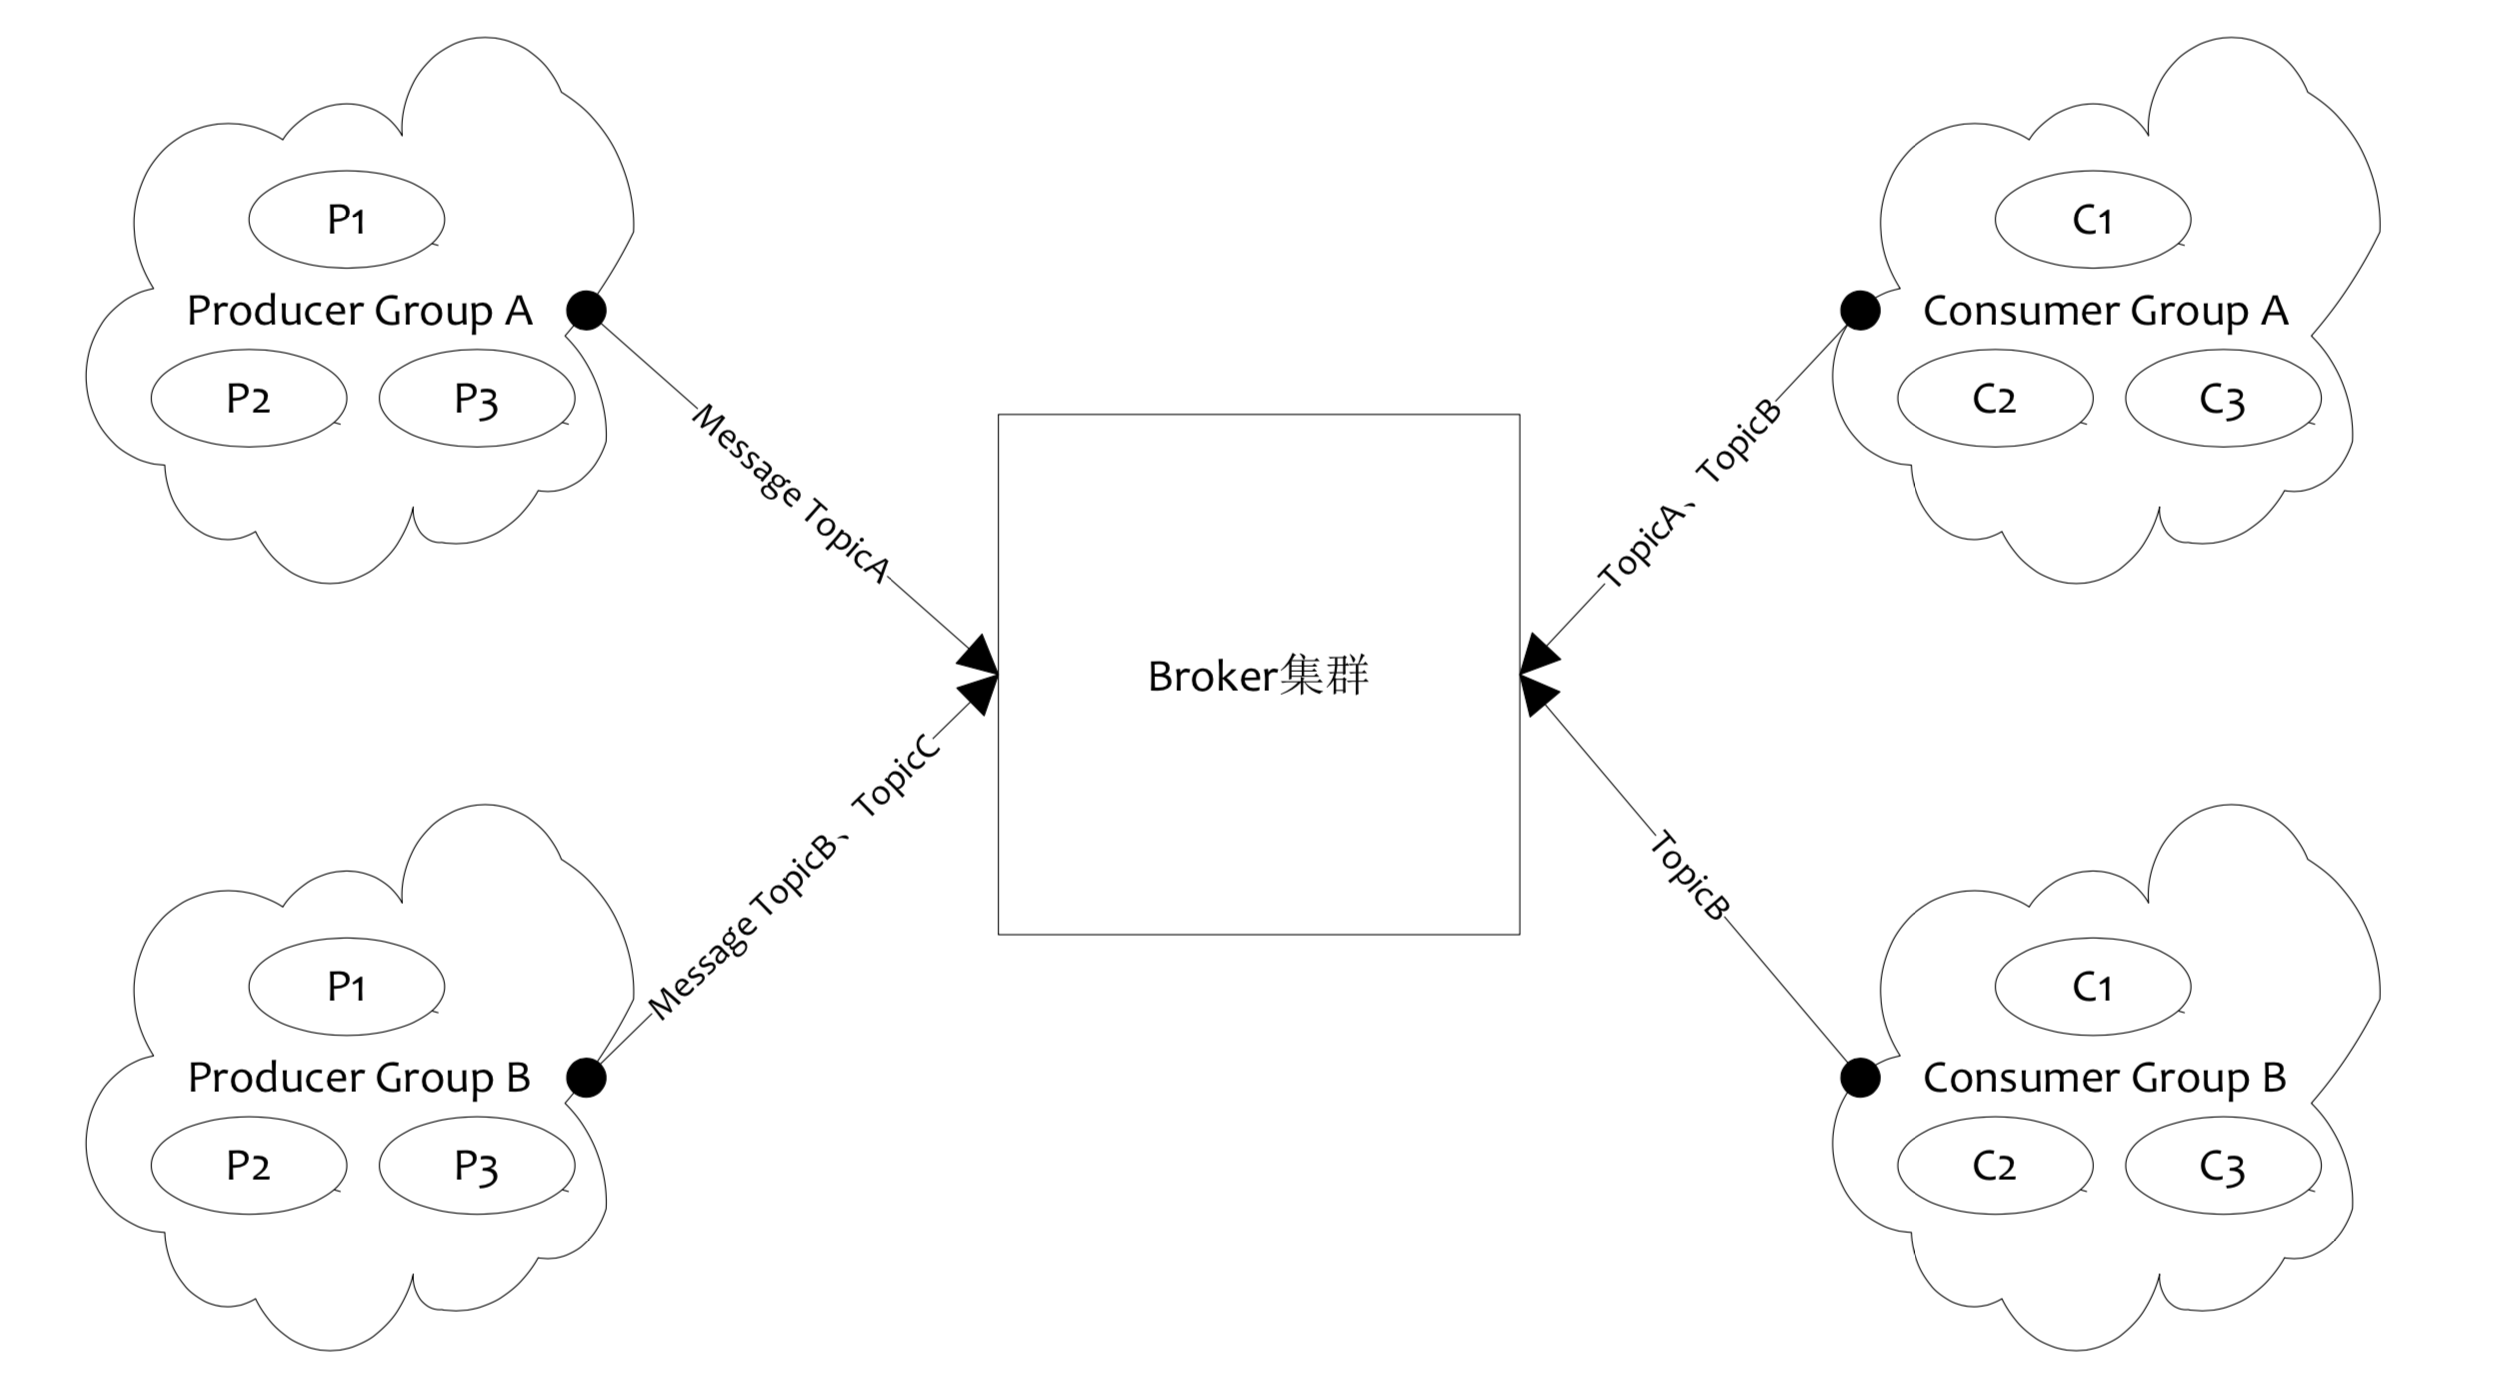 P1
Producer Group A
P2
P3
Message TopicA
Broker集群
C1
Consumer Group A
C2
C3
TopicA、TopicB
P1
Producer Group B
P2
P3
Message TopicB、TopicC
C1
Consumer Group B
C2
C3
TopicB